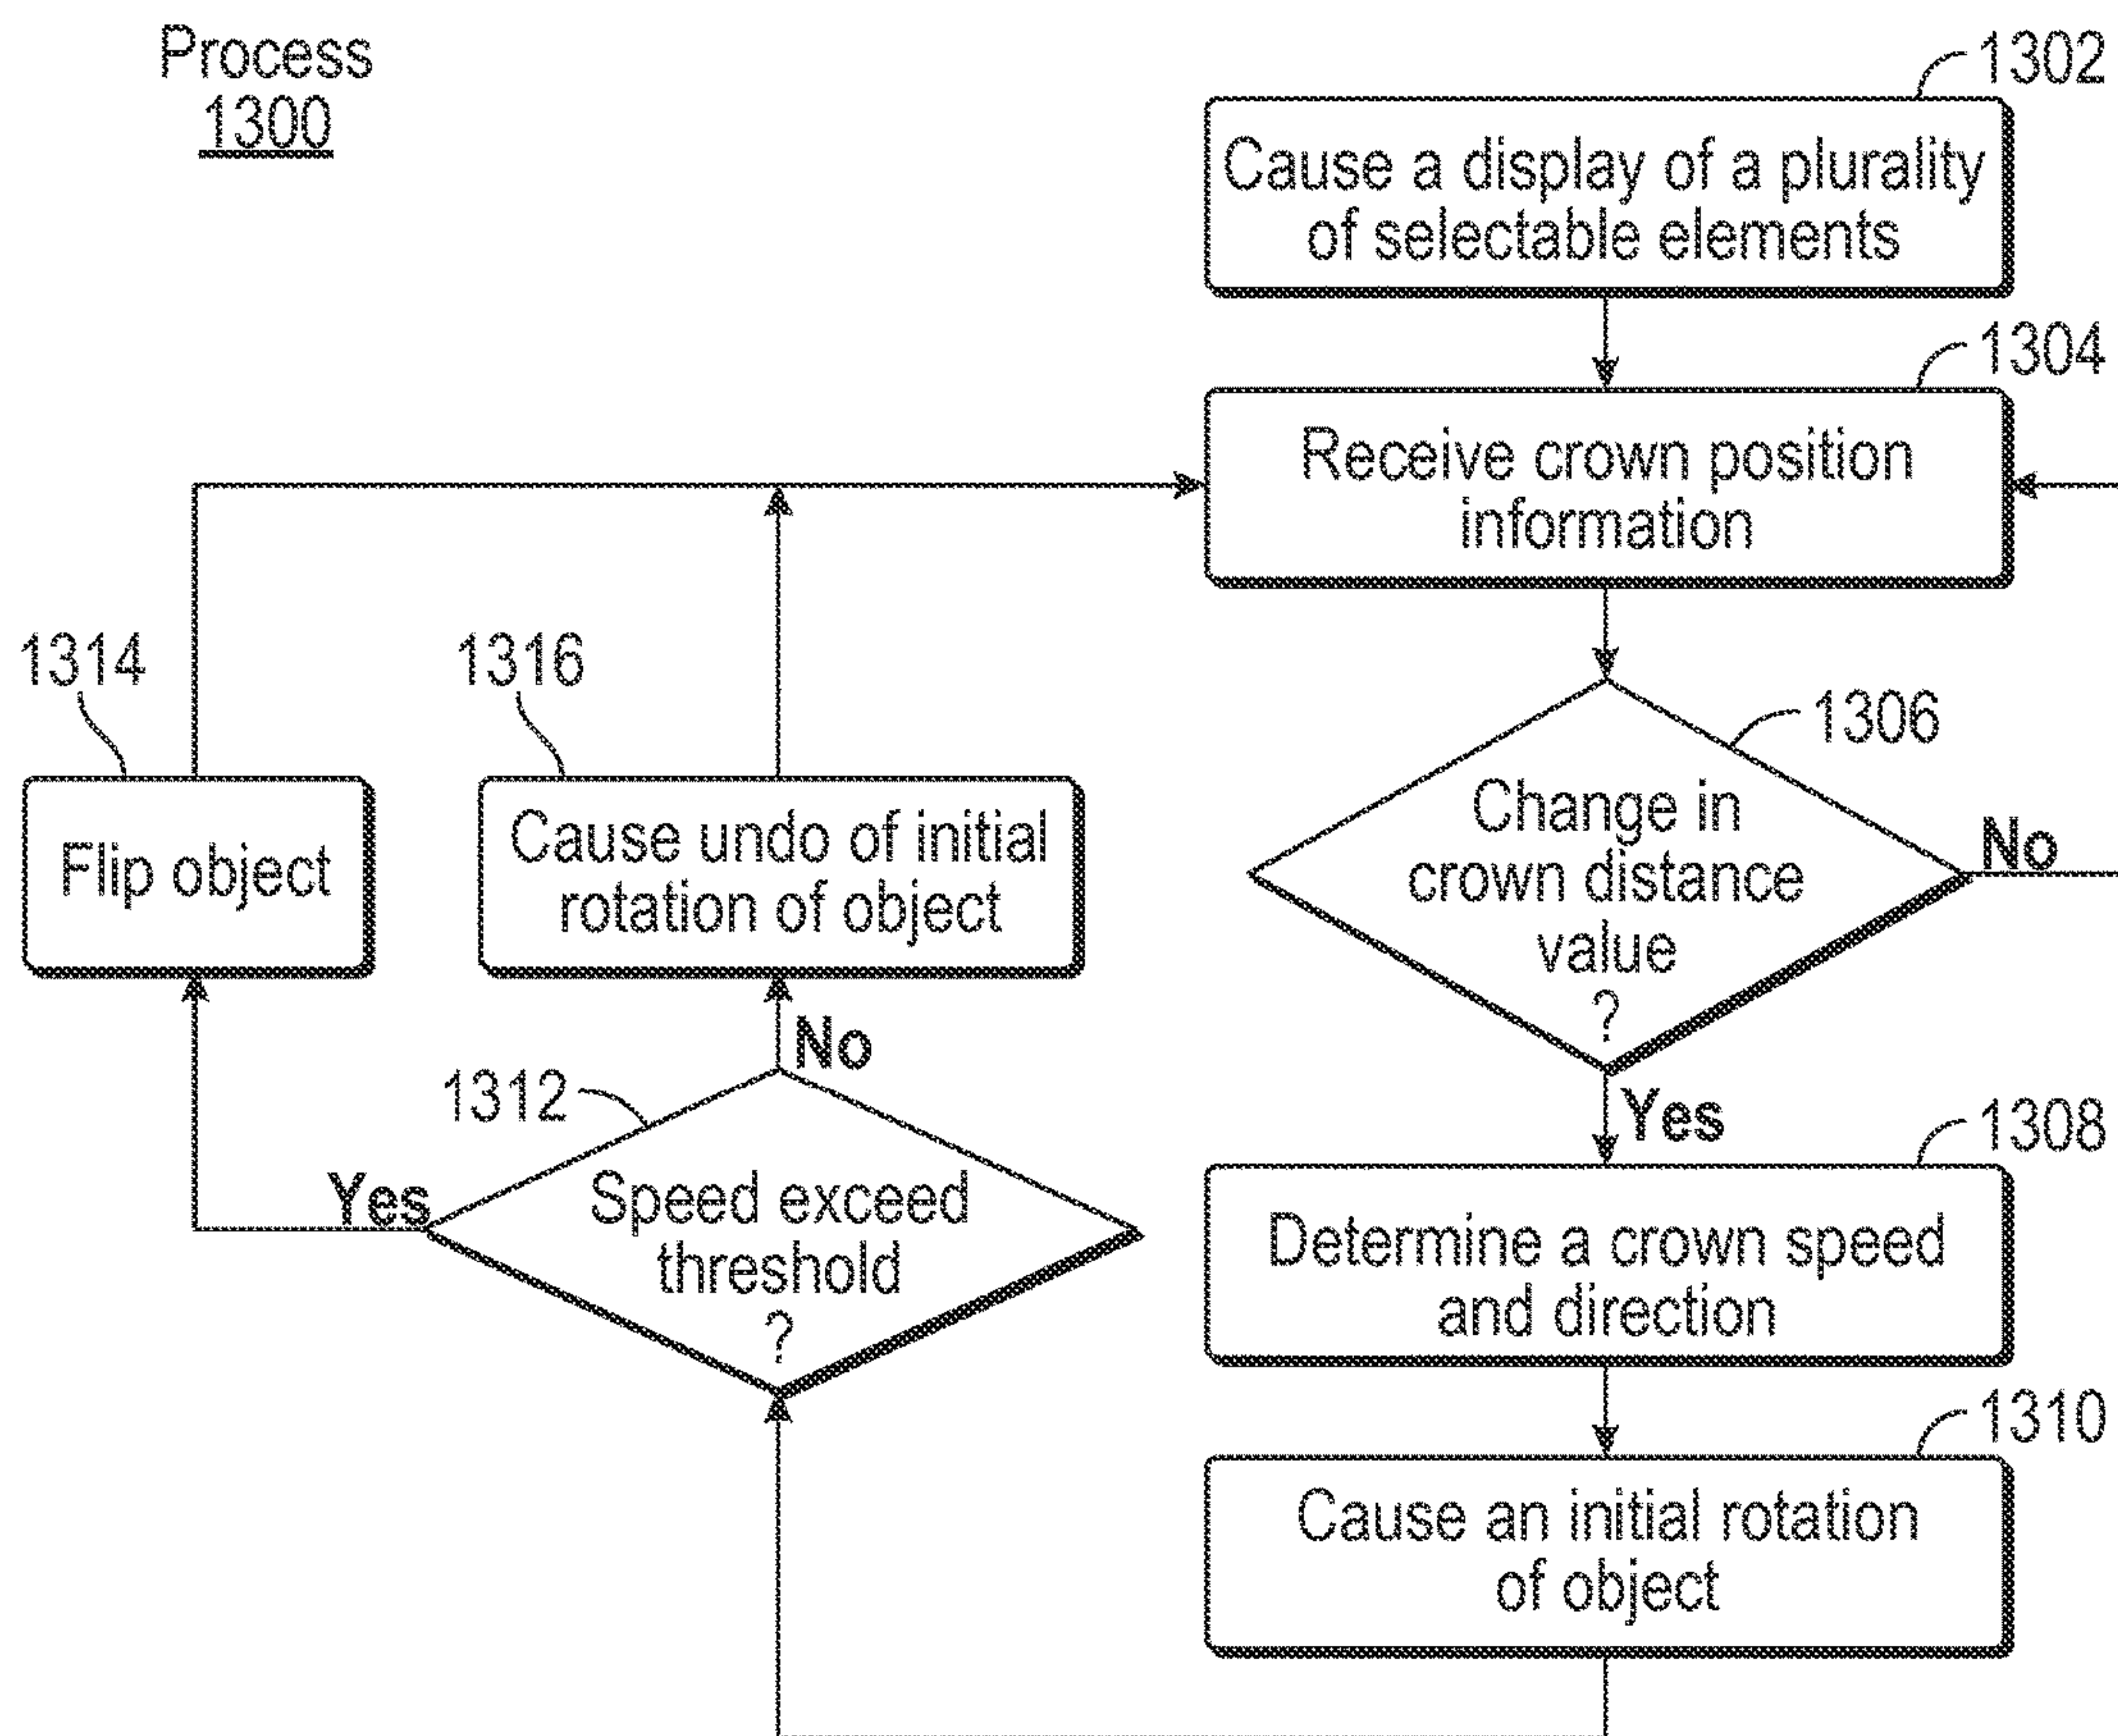 Process
1300
1302
Cause a display of a plurality
of selectable elements
1304
Receive crown position
information
1306
Change in
crown distance
value
?
No
Yes
1308
Determine a crown speed
and direction
1310
Cause an initial rotation
of object
1312
Speed exceed
threshold
?
Yes
No
1314
Flip object
1316
Cause undo of initial
rotation of object